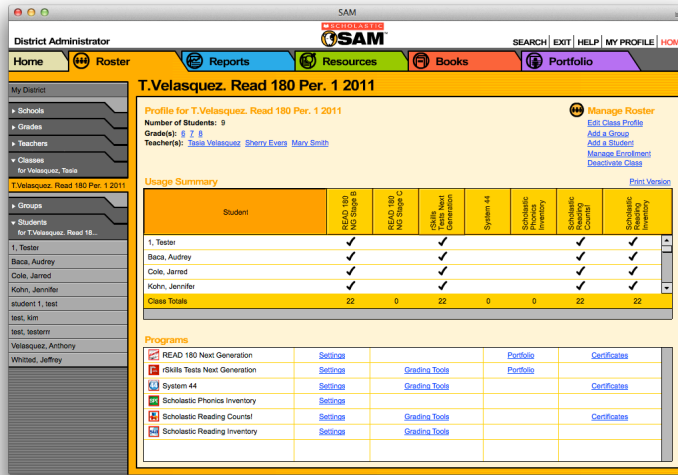 SAM
SCHOLASTIC
SAM
District Administrator
SEARCH EXIT HELP MY PROFILE HOM
Home Roster Reports Resources Books Portfolio
My District
Schools
Grades
Teachers
Classes
for Velasquez, Tasia
T.Velasquez. Read 180 Per. 1 2011
Groups
Students
for T.Velasquez. Read 18...
1, Tester
Baca, Audrey
Cole, Jarred
Kohn, Jennifer
student 1, test
test, kim
test, testerrr
Velasquez, Anthony
Whitted, Jeffrey
T.Velasquez. Read 180 Per. 1 2011
Profile for T.Velasquez. Read 180 Per. 1 2011
Number of Students: 9
Grade(s): 6 7 8
Teacher(s): Tasia Velasquez Sherry Evers Mary Smith
Manage Roster
Edit Class Profile
Add a Group
Add a Student
Manage Enrollment
Deactivate Class
Usage Summary
Print Version
Student
READ 180
NG Stage B
READ 180
NG Stage C
rSkills
Tests Next
Generation
System 44
Scholastic
Phonics
Inventory
Scholastic
Reading
Counts!
Scholastic
Reading
Inventory
1, Tester
Baca, Audrey
Cole, Jarred
Kohn, Jennifer
Class Totals 22 0 22 0 0 22 22
Programs
READ 180 Next Generation Settings Portfolio Certificates
rSkills Tests Next Generation Settings Grading Tools Portfolio
System 44 Settings Grading Tools Certificates
Scholastic Phonics Inventory Settings
Scholastic Reading Counts! Settings Grading Tools Certificates
Scholastic Reading Inventory Settings Grading Tools